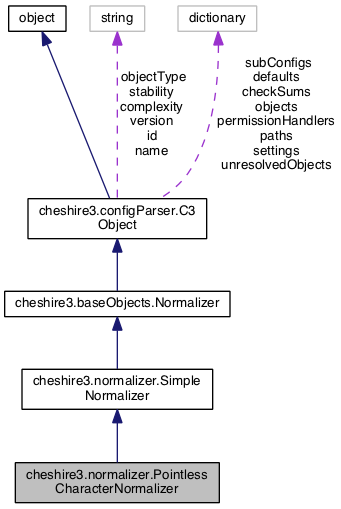 object
string
dictionary
objectType
stability
complexity
version
id
name
subConfigs
defaults
checkSums
objects
permissionHandlers
paths
settings
unresolvedObjects
cheshire3.configParser.C3
Object
cheshire3.baseObjects.Normalizer
cheshire3.normalizer.Simple
Normalizer
cheshire3.normalizer.Pointless
CharacterNormalizer